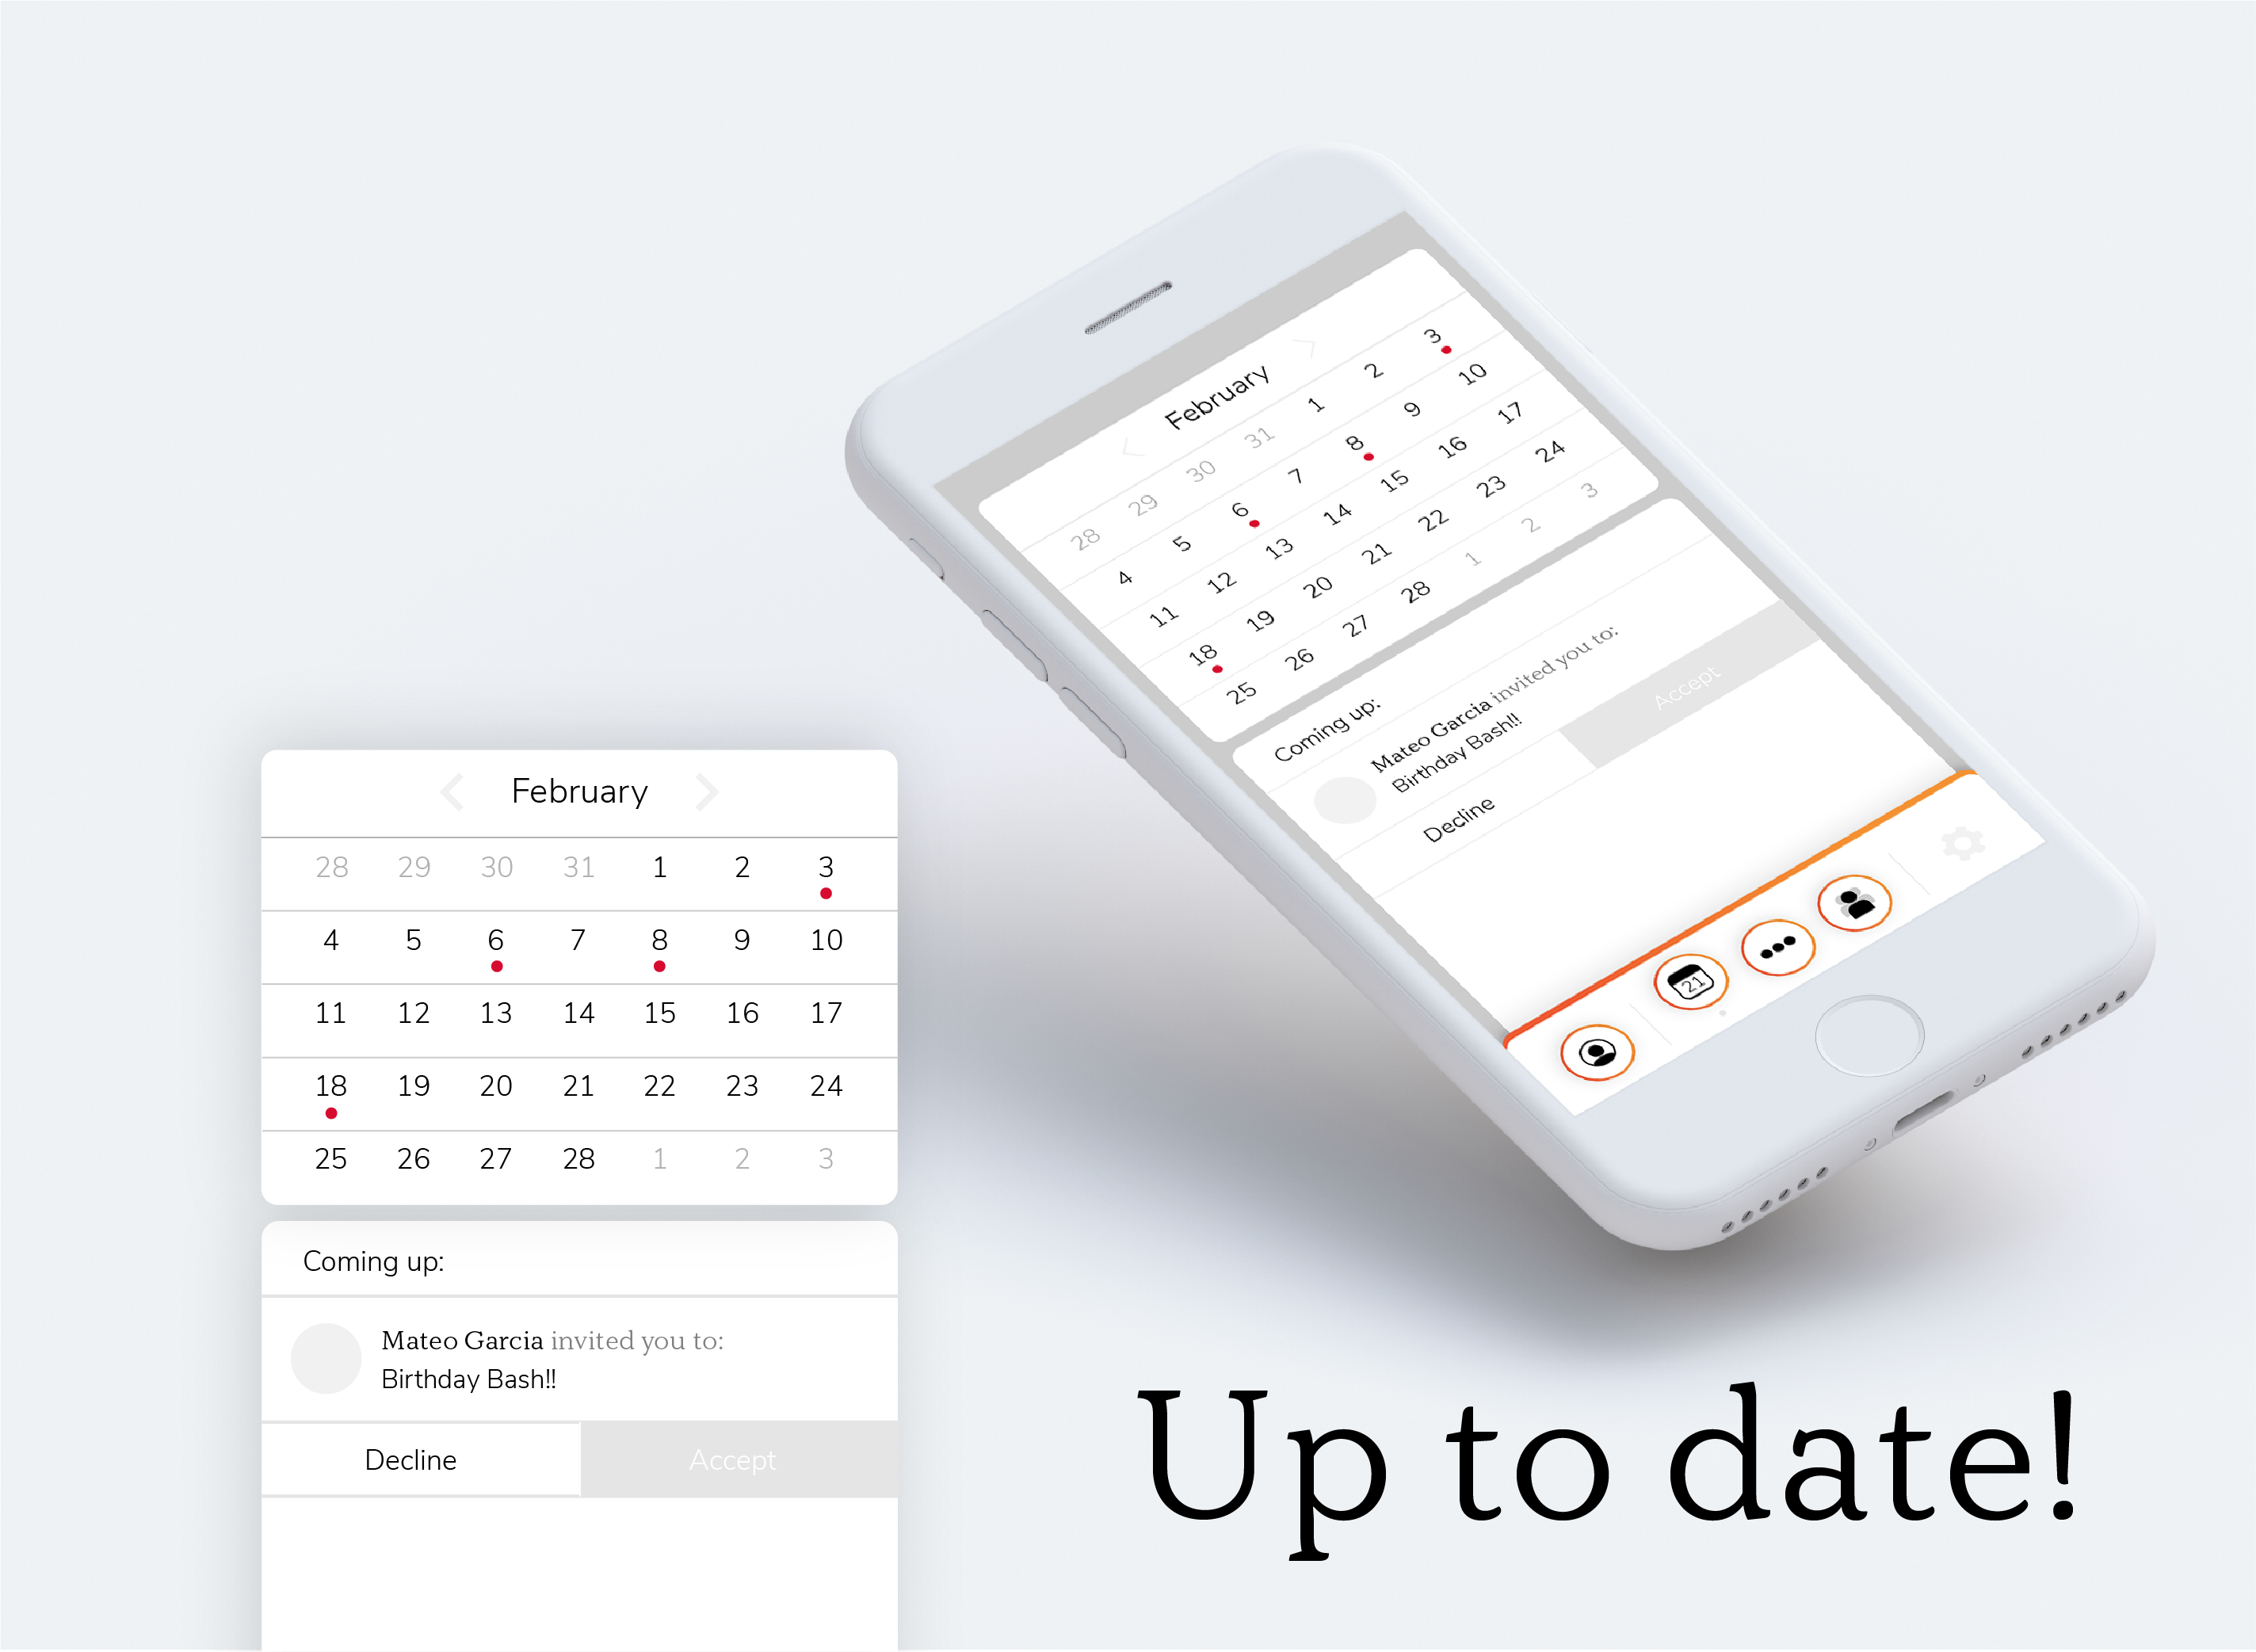 February
28 29 30 31 1 2 3
4 5 6 7 8 9 10
11 12 13 14 15 16 17
18 19 20 21 22 23 24
25 26 27 28 1 2 3
Coming up:
Mateo Garcia invited you to:
Birthday Bash!!
Decline Accept
February
28 29 30 31 1 2 3
4 5 6 7 8 9 10
11 12 13 14 15 16 17
18 19 20 21 22 23 24
25 26 27 28 1 2 3
Coming up:
Mateo Garcia invited you to:
Birthday Bash!!
Decline Accept
21
Up to date!